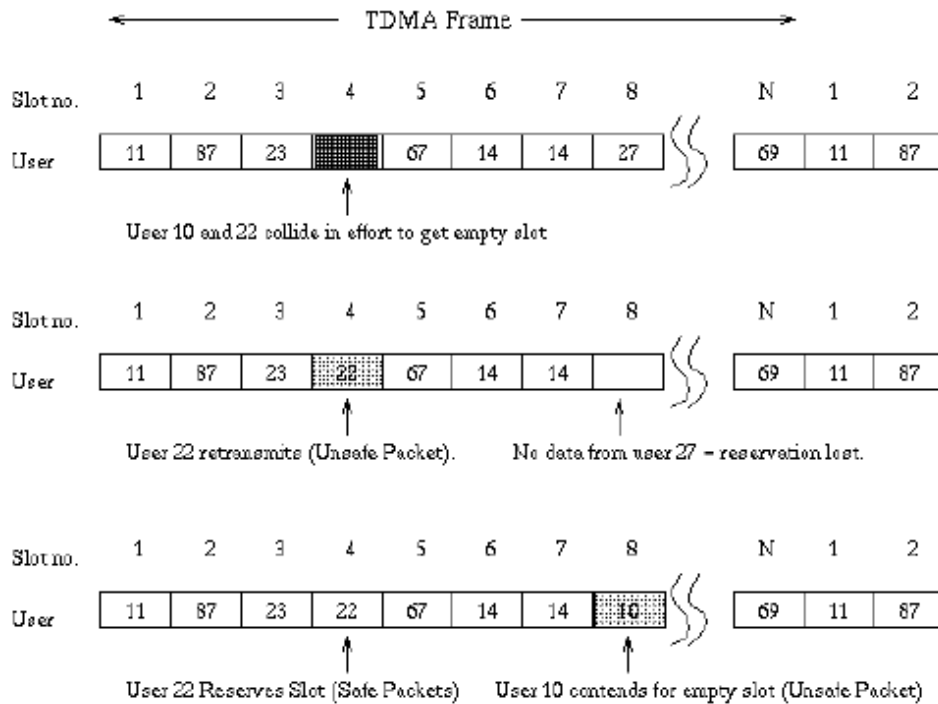 TDMA Frame
Slot no. 1 2 3 4 5 6 7 8 N 1 2
User 11 87 23 67 14 14 27 69 11 87
User 10 and 22 collide in effort to get empty slot
Slot no. 1 2 3 4 5 6 7 8 N 1 2
User 11 87 23 22 67 14 14 69 11 87
User 22 retransmits (Unsafe Packet). No data from user 27 - reservation lost.
Slot no. 1 2 3 4 5 6 7 8 N 1 2
User 11 87 23 22 67 14 14 10 69 11 87
User 22 Reserves Slot (Safe Packets) User 10 contends for empty slot (Unsafe Packet)